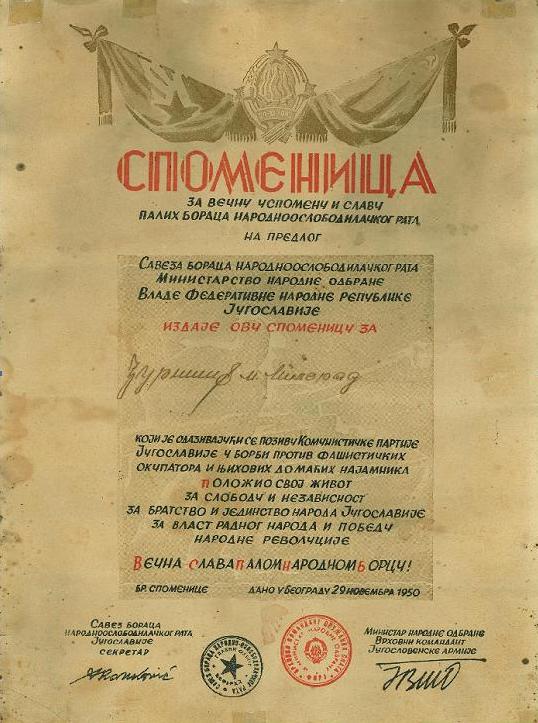 СПОМЕНИЦА
ЗА ВЕЧНУ УСПОМЕНУ И СЛАВУ
ПАЛИХ БОРАЦА НАРОДНООСЛОБОДИЛАЧКОГ РАТА
НА ПРЕДЛОГ
САВЕЗА БОРАЦА НАРОДНООСЛОБОДИЛАЧКОГ РАТА
МИНИСТАРСТВО НАРОДНЕ ОДБРАНЕ
ВЛАДЕ ФЕДЕРАТИВНЕ НАРОДНЕ РЕПУБЛИКЕ
ЈУГОСЛАВИЈЕ
ИЗДАЈЕ ОВУ СПОМЕНИЦУ ЗА
М. Милорад
КОЈИ ЈЕ ОДАЗИВАЈУЋИ СЕ ПОЗИВУ КОМУНИСТИЧКЕ ПАРТИЈЕ
ЈУГОСЛАВИЈЕ У БОРБИ ПРОТИВ ФАШИСТИЧКИХ
ОКУПАТОРА И ЊИХОВИХ ДОМАЋИХ НАЈАМНИКА
ПОЛОЖИО СВОЈ ЖИВОТ
ЗА СЛОБОДУ И НЕЗАВИСНОСТ
ЗА БРАТСТВО И ЈЕДИНСТВО НАРОДА ЈУГОСЛАВИЈЕ
ЗА ВЛАСТ РАДНОГ НАРОДА И ПОБЕДУ
НАРОДНЕ РЕВОЛУЦИЈЕ
ВЕЧНА СЛАВА ПАЛОМ НАРОДНОМ БОРЦУ!
БР. СПОМЕНИЦЕ ДАНО У БЕОГРАДУ 29 НОВЕМБРА 1950
САВЕЗ БОРАЦА
НАРОДНООСЛОБОДИЛАЧКОГ РАТА
ЈУГОСЛАВИЈЕ
СЕКРЕТАР
МИНИСТАР НАРОДНЕ ОДБРАНЕ
ВРХОВНИ КОМАНДАНТ
ЈУГОСЛОВЕНСКЕ АРМИЈЕ